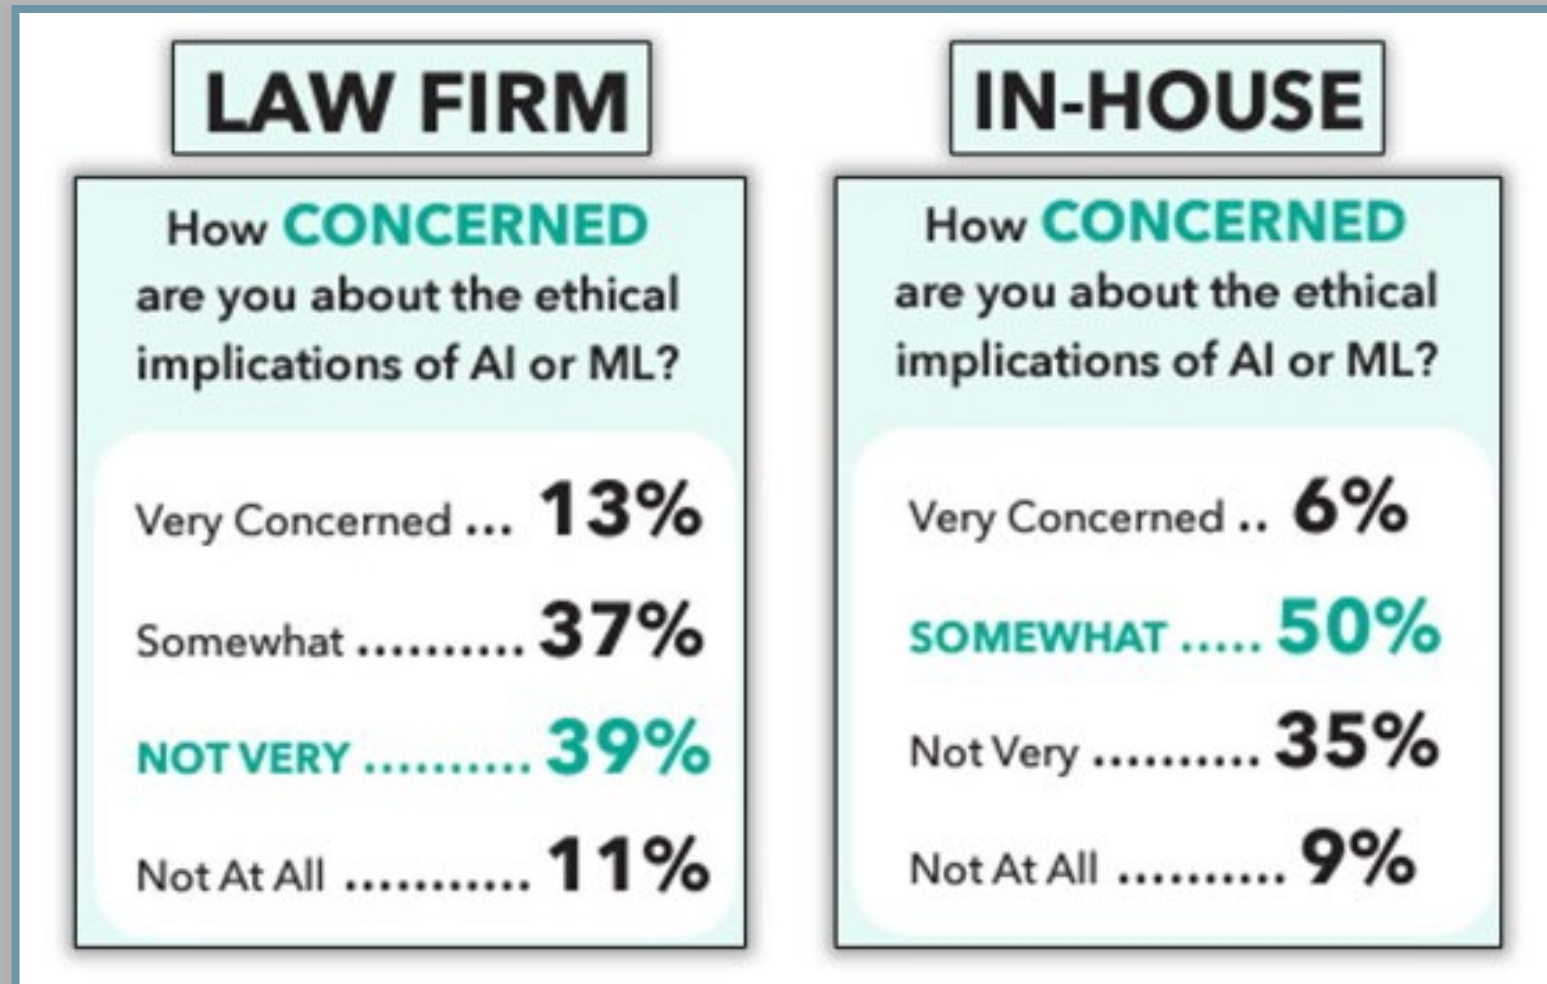 LAW FIRM
How CONCERNED
are you about the ethical
implications of AI or ML?
Very Concerned ... 13%
Somewhat .......... 37%
NOT VERY .......... 39%
Not At All ........... 11%
IN-HOUSE
How CONCERNED
are you about the ethical
implications of AI or ML?
Very Concerned .. 6%
SOMEWHAT ..... 50%
Not Very .......... 35%
Not At All .......... 9%